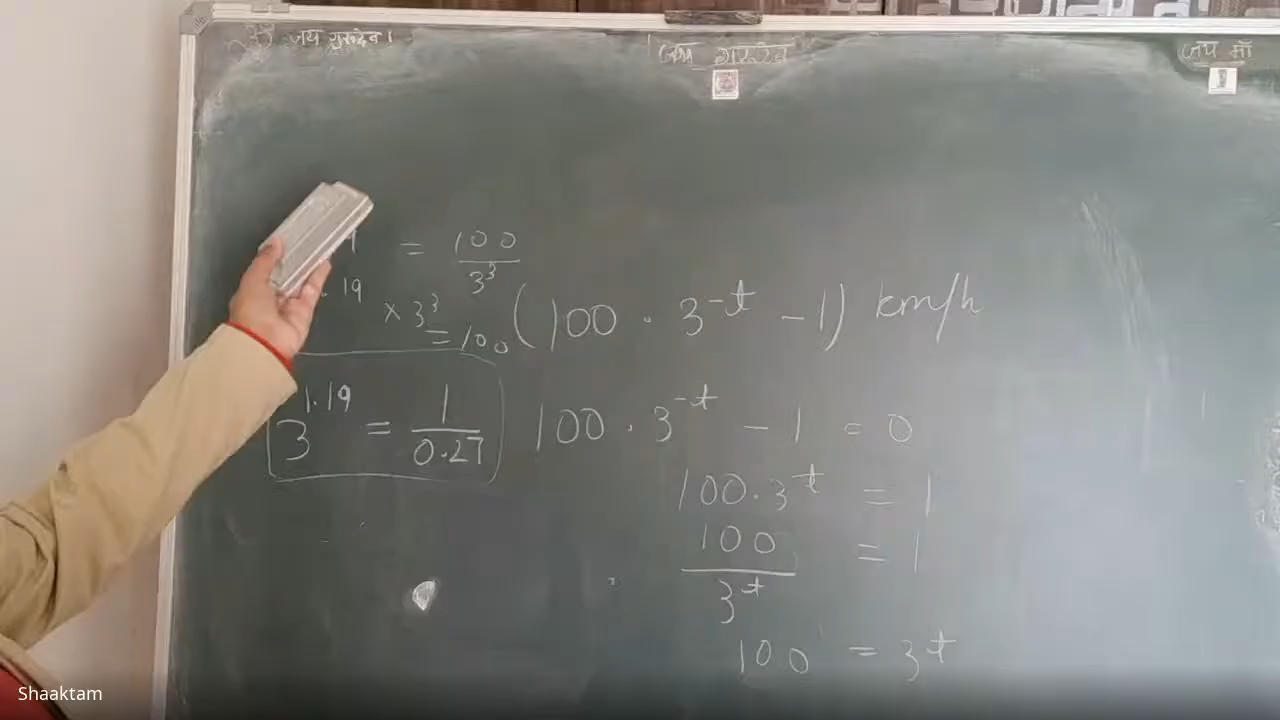 जय गुरूदेव।
जय गुरूदेव
जय माँ
= 100/3³
.19
× 3³
= 100
(100 · 3^-t - 1) km/h
3^1.19 = 1/0.27
100 · 3^-t - 1 = 0
100 · 3^-t = 1
100/3^t = 1
100 = 3^t
Shaaktam